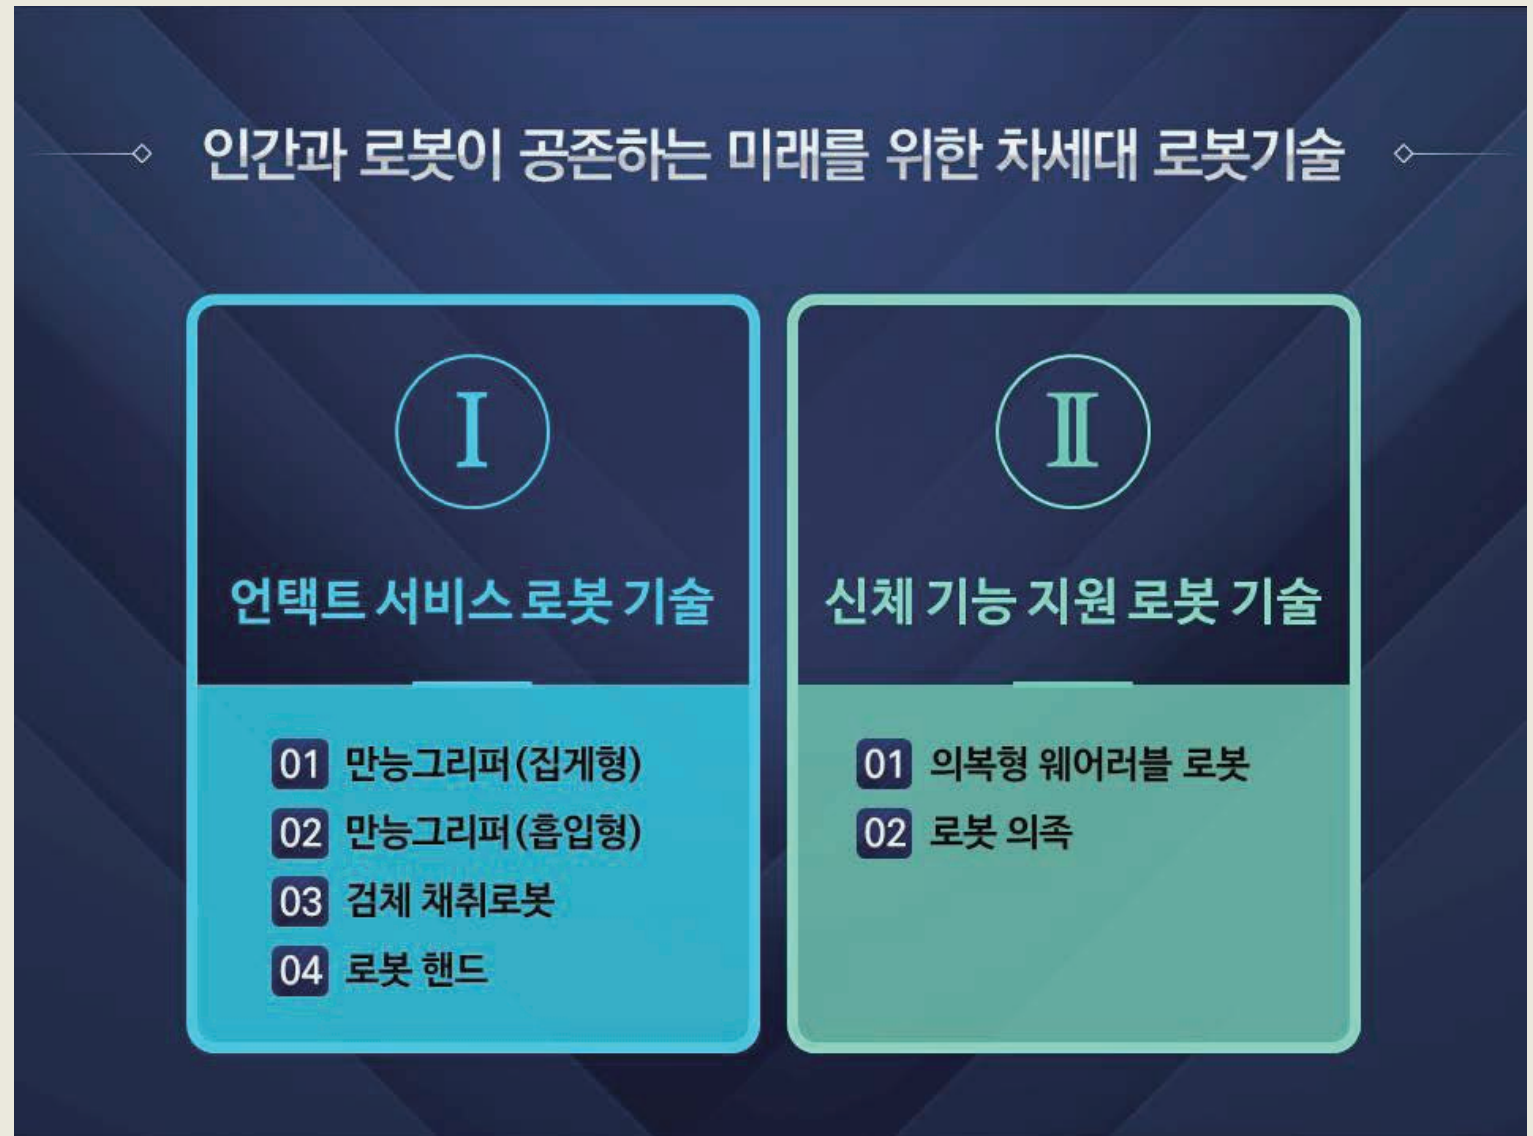 인간과 로봇이 공존하는 미래를 위한 차세대 로봇기술
Ⅰ
언택트 서비스 로봇 기술
01 만능그리퍼(집게형)
02 만능그리퍼(흡입형)
03 검체 채취로봇
04 로봇 핸드
Ⅱ
신체 기능 지원 로봇 기술
01 의복형 웨어러블 로봇
02 로봇 의족